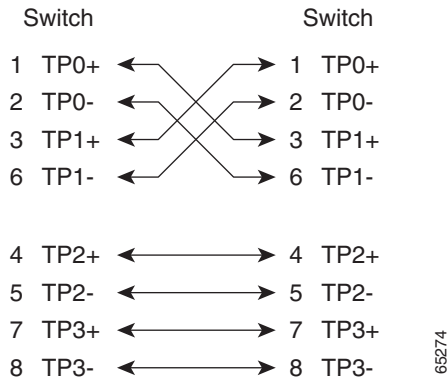 Switch Switch
1 TP0+ 1 TP0+
2 TP0- 2 TP0-
3 TP1+ 3 TP1+
6 TP1- 6 TP1-
4 TP2+ 4 TP2+
5 TP2- 5 TP2-
7 TP3+ 7 TP3+
8 TP3- 8 TP3-
65274